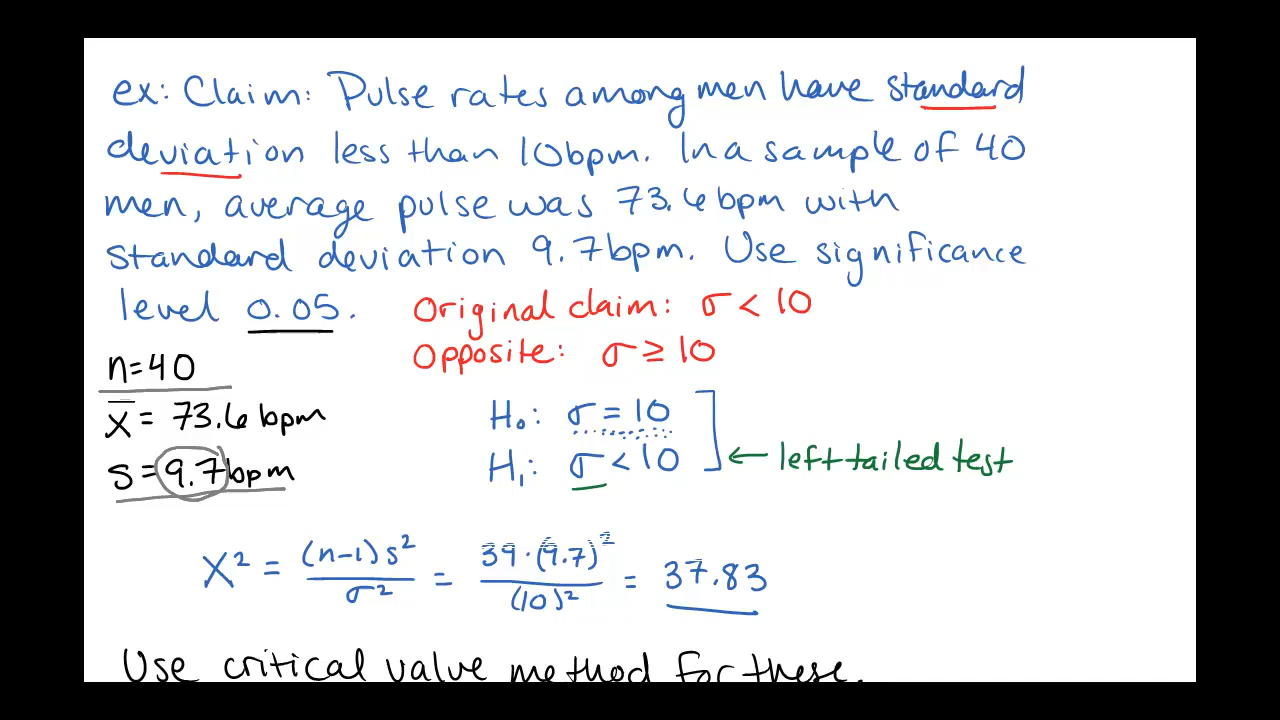 ex: Claim: Pulse rates among men have standard
deviation less than 10bpm. In a sample of 40
men, average pulse was 73.6 bpm with
standard deviation 9.7bpm. Use significance
level 0.05.
Original claim: σ < 10
Opposite: σ ≥ 10
n=40
x̄ = 73.6 bpm
s = 9.7bpm
H₀: σ = 10
H₁: σ < 10
← left tailed test
X² = (n-1)s²/σ² = 39·(9.7)²/(10)² = 37.83
Use critical value method for these.